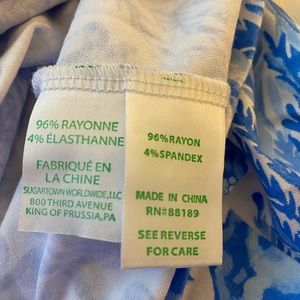 96% RAYONNE
4% ÉLASTHANNE
FABRIQUÉ EN
LA CHINE
SUGARTOWN WORLDWIDE,LLC
800 THIRD AVENUE
KING OF PRUSSIA,PA
96%RAYON
4%SPANDEX
MADE IN CHINA
RN#88189
SEE REVERSE
FOR CARE